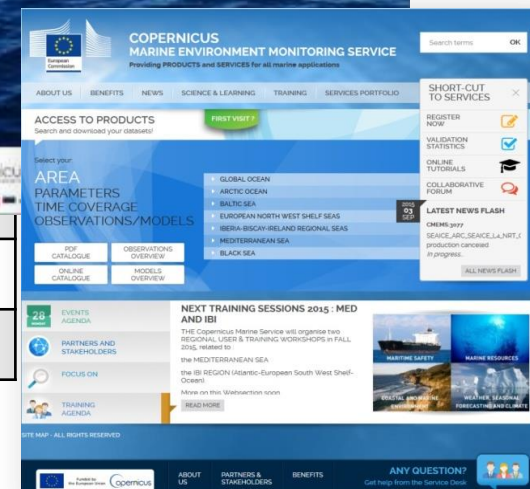 European
Commission
COPERNICUS
MARINE ENVIRONMENT MONITORING SERVICE
Providing PRODUCTS and SERVICES for all marine applications
Search terms
OK
ABOUT US
BENEFITS
NEWS
SCIENCE & LEARNING
TRAINING
SERVICES PORTFOLIO
SHORT-CUT
TO SERVICES
REGISTER
NOW
VALIDATION
STATISTICS
ONLINE
TUTORIALS
COLLABORATIVE
FORUM
2015
03
SEP
LATEST NEWS FLASH
CMEMS 3077
SEAICE_ARC_SEAICE_L4_NRT_
production canceled
In progress..
ALL NEWS FLASH
ACCESS TO PRODUCTS
Search and download your datasets!
FIRST VISIT ?
Select your
AREA
PARAMETERS
TIME COVERAGE
OBSERVATIONS/MODELS
GLOBAL OCEAN
ARCTIC OCEAN
BALTIC SEA
EUROPEAN NORTH WEST SHELF SEAS
IBERIA-BISCAY-IRELAND REGIONAL SEAS
MEDITERRANEAN SEA
BLACK SEA
PDF
CATALOGUE
OBSERVATIONS
OVERVIEW
ONLINE
CATALOGUE
MODELS
OVERVIEW
28
EVENTS
AGENDA
PARTNERS AND
STAKEHOLDERS
FOCUS ON
TRAINING
AGENDA
NEXT TRAINING SESSIONS 2015 : MED
AND IBI
THE Copernicus Marine Service will organise two
REGIONAL USER & TRAINING WORKSHOPS in FALL
2015, related to :
the MEDITERRANEAN SEA
the IBI REGION (Atlantic-European South West Shelf-
Ocean)
More on this Websection soon
READ MORE
MARITIME SAFETY
MARINE RESOURCES
COASTAL AND MARINE
ENVIRONMENT
WEATHER, SEASONAL
FORECASTING AND CLIMATE
SITE MAP - ALL RIGHTS RESERVED
Funded by
the European Union
Copernicus
ABOUT
US
PARTNERS &
STAKEHOLDERS
BENEFITS
ANY QUESTION?
Get help from the Service Desk